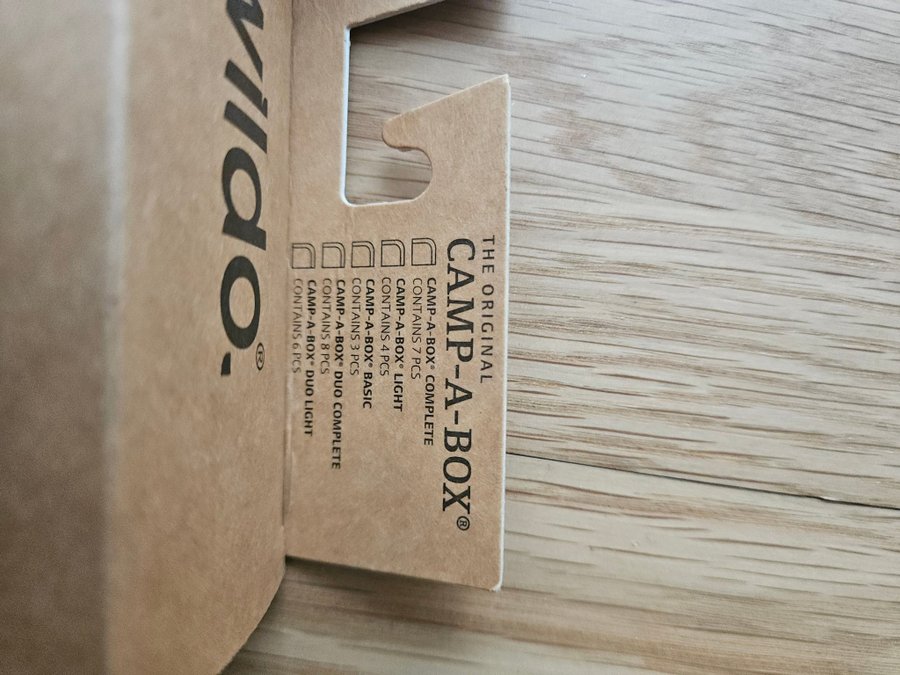 THE ORIGINAL
CAMP-A-BOX®
CAMP-A-BOX® COMPLETE
CONTAINS 7 PCS
CAMP-A-BOX® LIGHT
CONTAINS 4 PCS
CAMP-A-BOX® BASIC
CONTAINS 3 PCS
CAMP-A-BOX® DUO COMPLETE
CONTAINS 8 PCS
CAMP-A-BOX® DUO LIGHT
CONTAINS 6 PCS
wildo.®